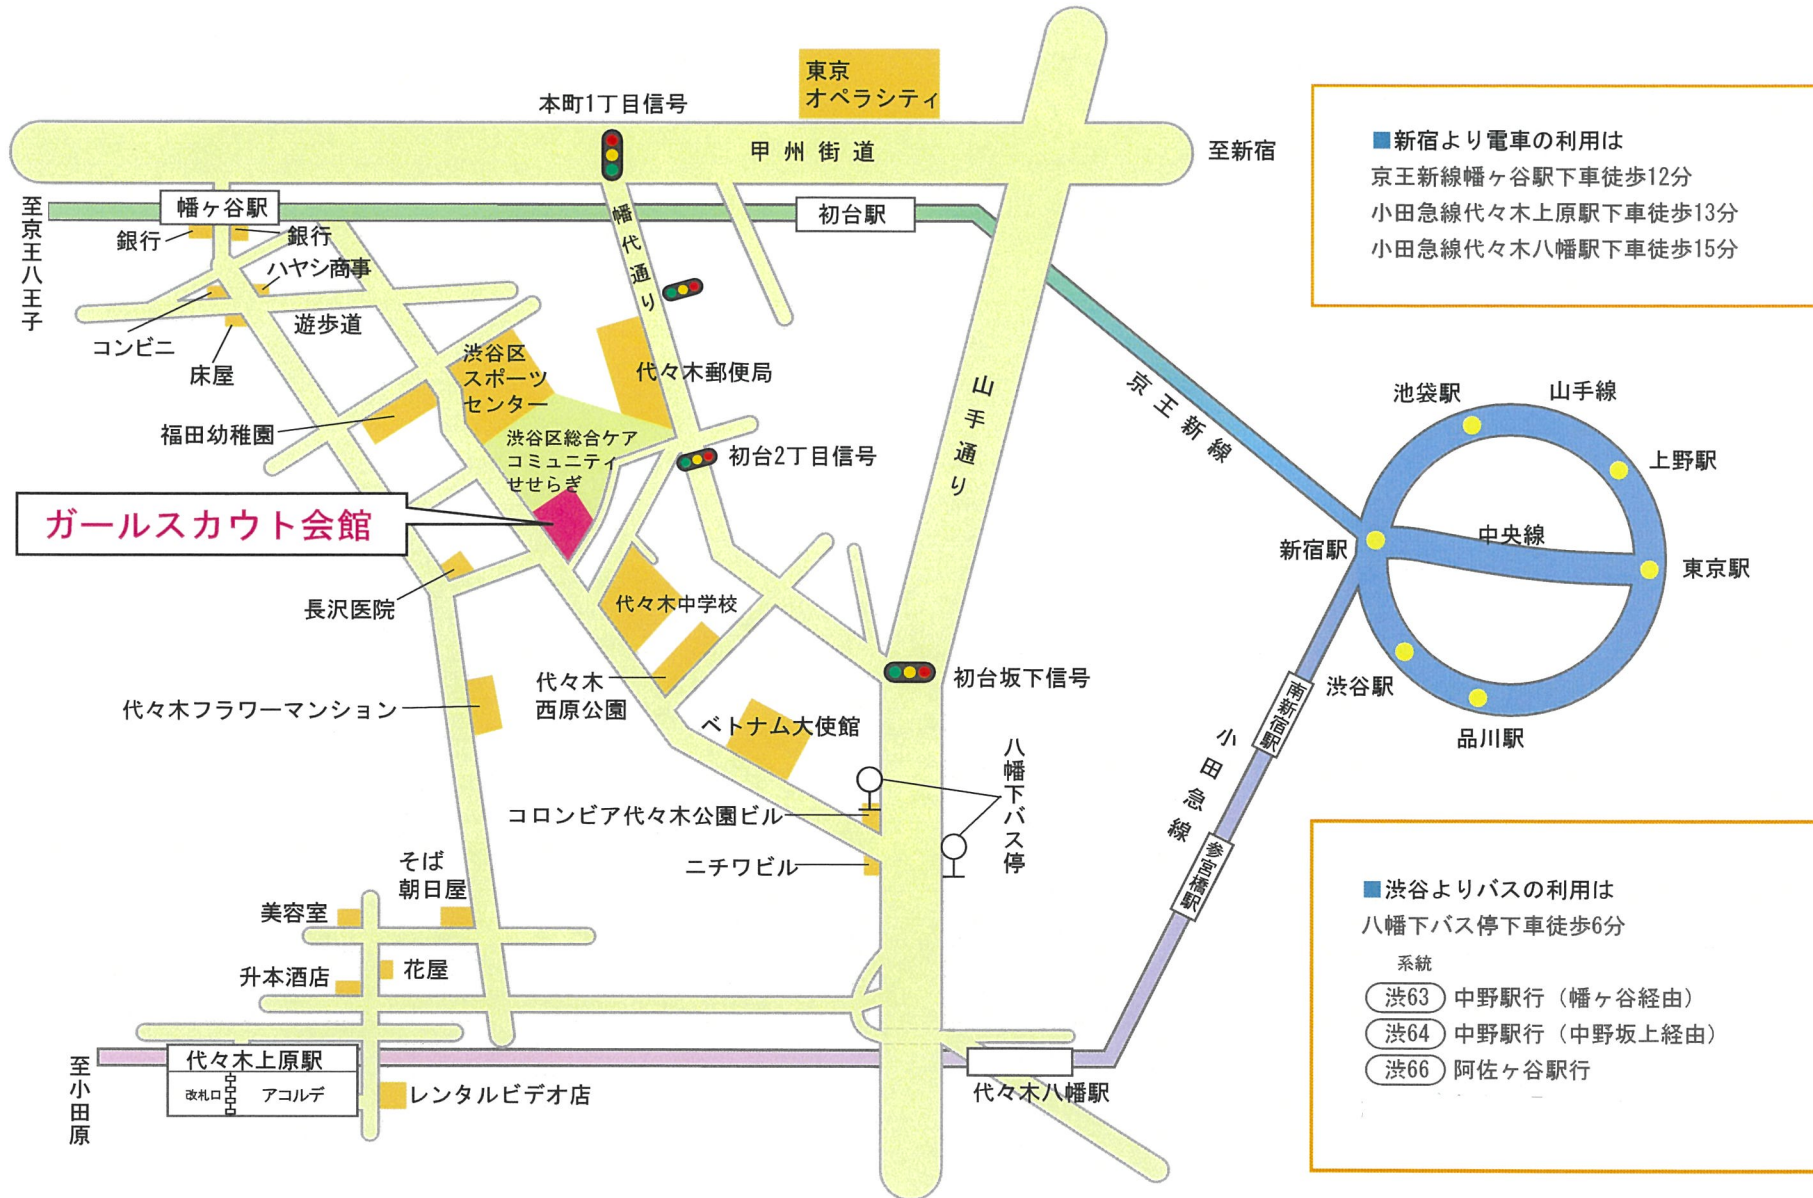 東京
オペラシティ
本町1丁目信号
甲州街道
至新宿
至京王八王子
幡ヶ谷駅
初台駅
銀行
銀行
幡代通り
ハヤシ商事
遊歩道
コンビニ
床屋
渋谷区
スポーツ
センター
代々木郵便局
山手通り
京王新線
福田幼稚園
渋谷区総合ケア
コミュニティ
せせらぎ
初台2丁目信号
ガールスカウト会館
長沢医院
代々木中学校
代々木
西原公園
初台坂下信号
代々木フラワーマンション
ベトナム大使館
八幡下バス停
コロンビア代々木公園ビル
ニチワビル
そば
朝日屋
美容室
升本酒店
花屋
至小田原
代々木上原駅
改札口
アコルデ
レンタルビデオ店
代々木八幡駅
小田急線
南新宿駅
参宮橋駅
■新宿より電車の利用は
京王新線幡ヶ谷駅下車徒歩12分
小田急線代々木上原駅下車徒歩13分
小田急線代々木八幡駅下車徒歩15分
池袋駅
山手線
上野駅
新宿駅
中央線
東京駅
渋谷駅
品川駅
■渋谷よりバスの利用は
八幡下バス停下車徒歩6分
系統
渋63 中野駅行（幡ヶ谷経由）
渋64 中野駅行（中野坂上経由）
渋66 阿佐ヶ谷駅行